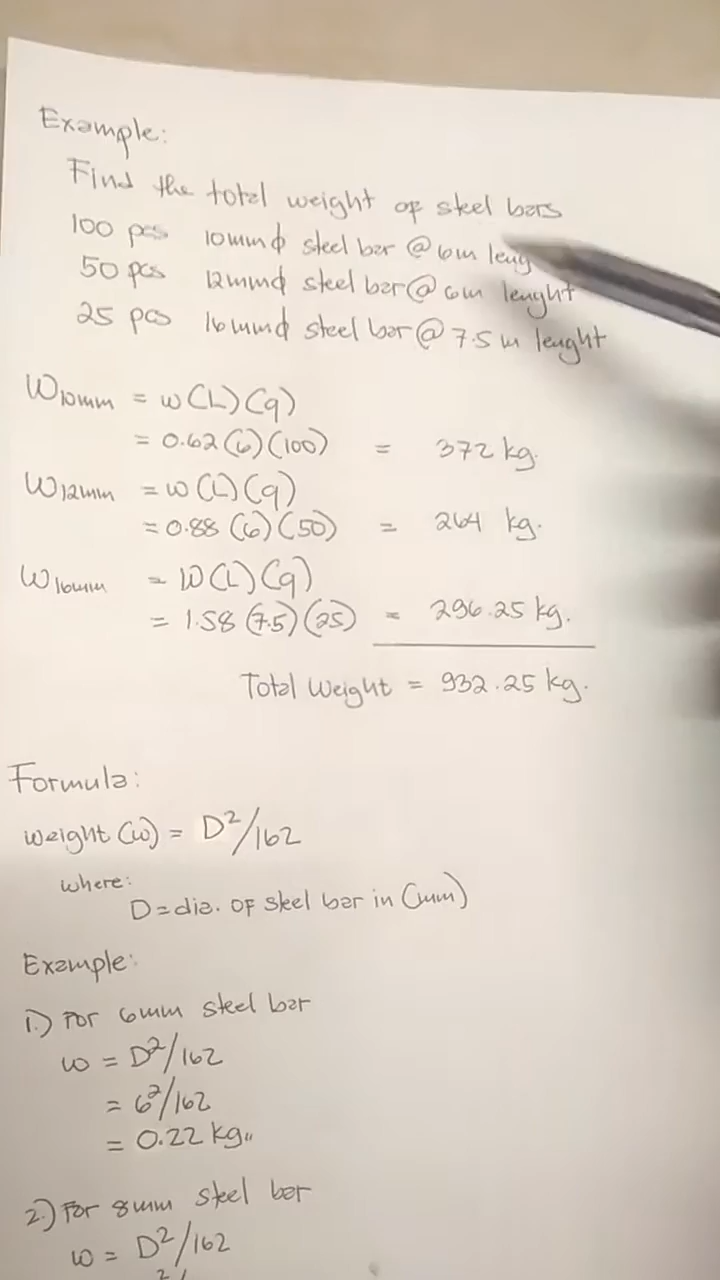 Example:
Find the total weight of steel bars
100 pcs 10mmφ steel bar @ 6m leng
50 pcs 12mmφ steel bar @ 6m lenght
25 pcs 16mmφ steel bar @ 7.5 m lenght
W10mm = w(L)(q)
= 0.62(6)(100) = 372 kg.
W12mm = w(L)(q)
= 0.88 (6)(50) = 264 kg.
W16mm = W(L)(q)
= 1.58 (7.5)(25) = 296.25 kg.
Total Weight = 932.25 kg.
Formula:
weight (w) = D²/162
where:
D = dia. of steel bar in (mm)
Example:
1.) For 6mm steel bar
w = D²/162
= 6²/162
= 0.22 kg,,
2.) For 8mm steel bar
w = D²/162